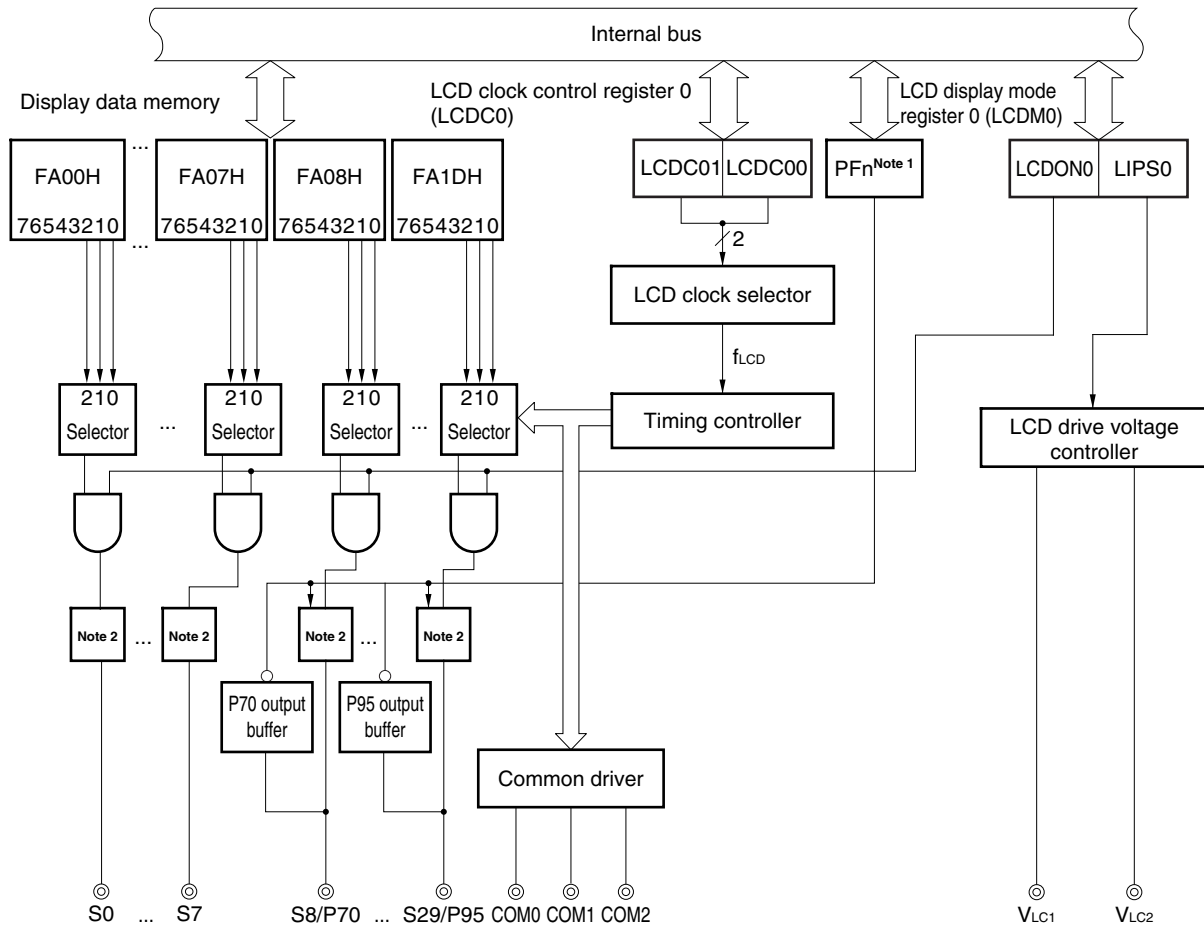 Internal bus
Display data memory
LCD clock control register 0
(LCDC0)
LCD display mode
register 0 (LCDM0)
...
FA00H
FA07H
FA08H
FA1DH
LCDC01
LCDC00
PFn Note 1
LCDON0
LIPS0
76543210
...
76543210
76543210
76543210
2
LCD clock selector
fLCD
210
Selector
...
210
Selector
210
Selector
...
210
Selector
Timing controller
LCD drive voltage
controller
Note 2
...
Note 2
Note 2
...
Note 2
P70 output
buffer
P95 output
buffer
Common driver
S0
...
S7
S8/P70
...
S29/P95
COM0
COM1
COM2
VLC1
VLC2